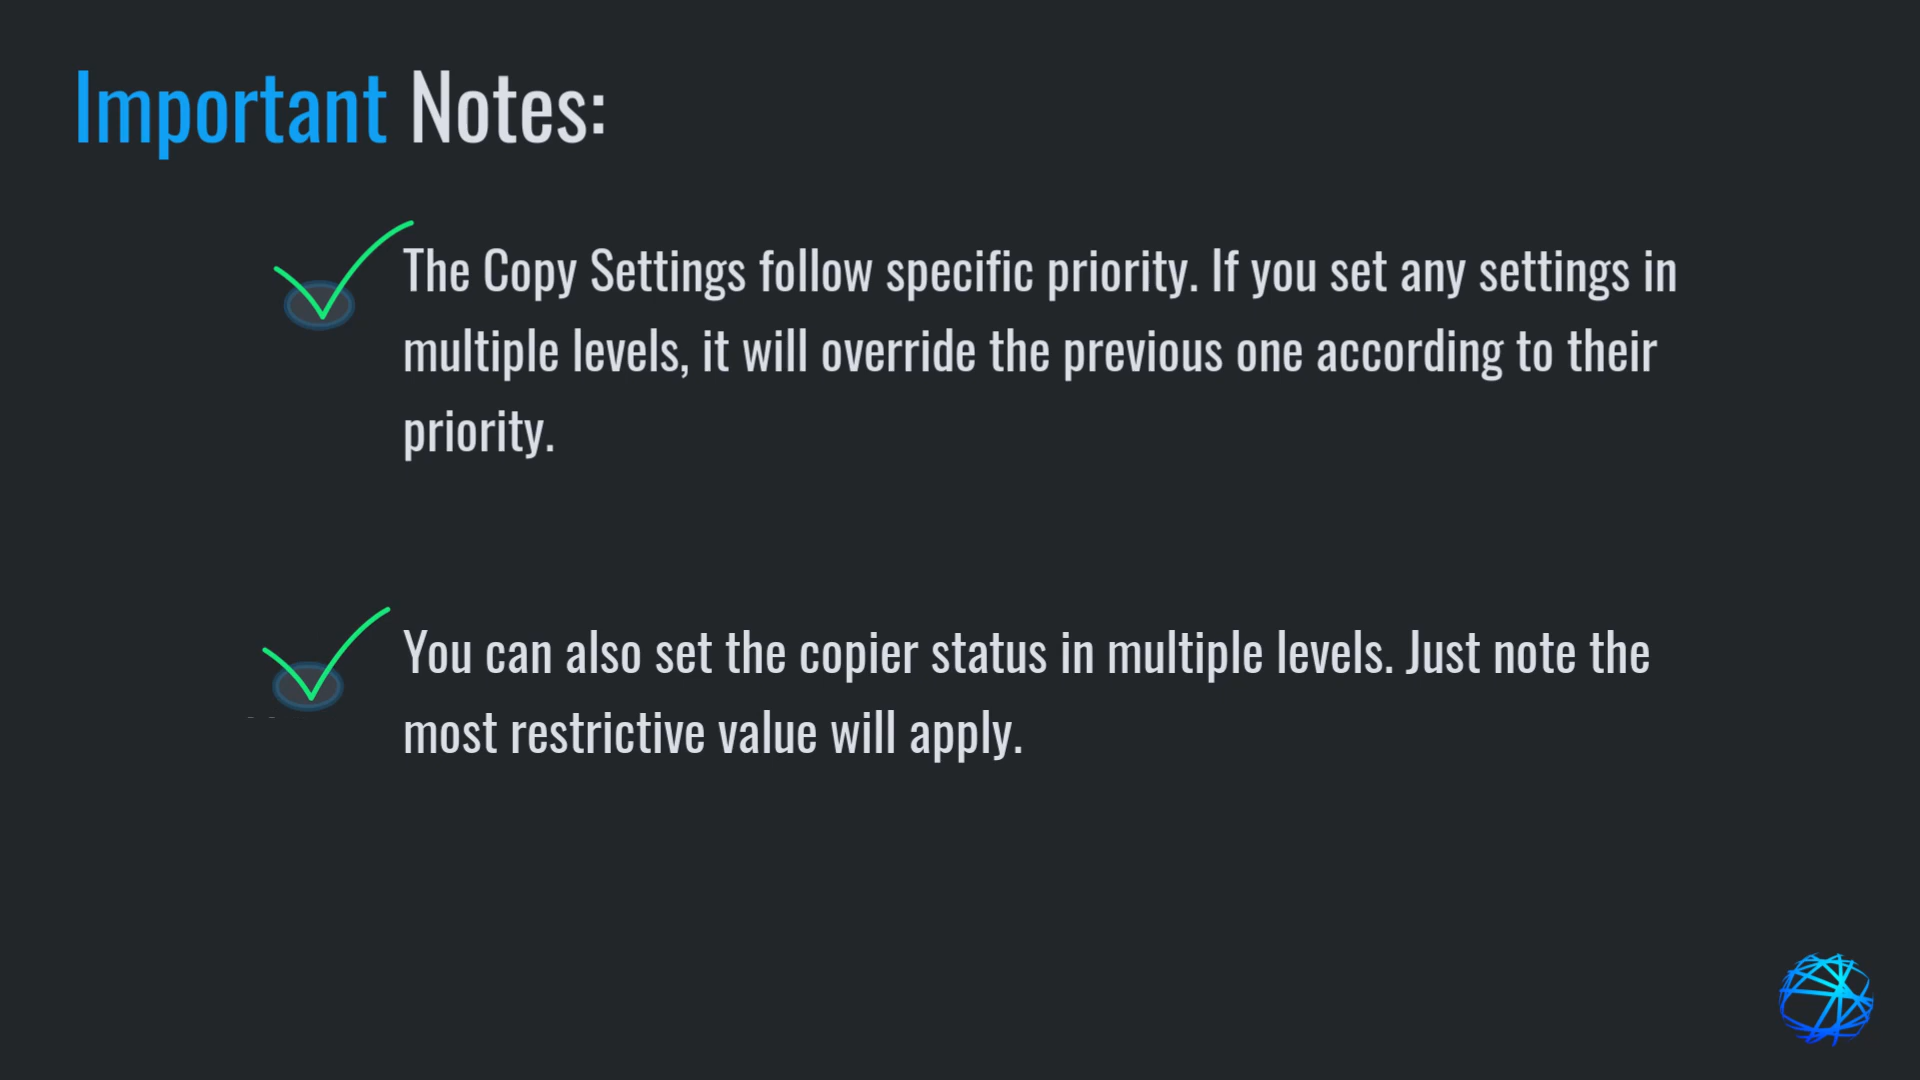 Important Notes:
The Copy Settings follow specific priority. If you set any settings in
multiple levels, it will override the previous one according to their
priority.
You can also set the copier status in multiple levels. Just note the
most restrictive value will apply.